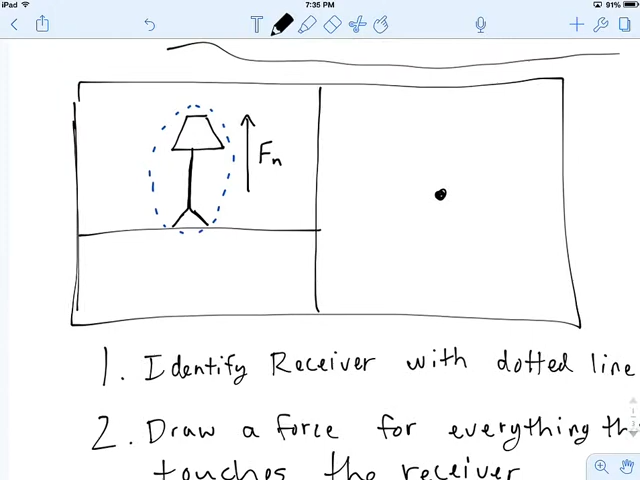 iPad
7:35 PM
91%
T
Fn
1. Identify Receiver with dotted line
2. Draw a force for everything th
touches the receiver